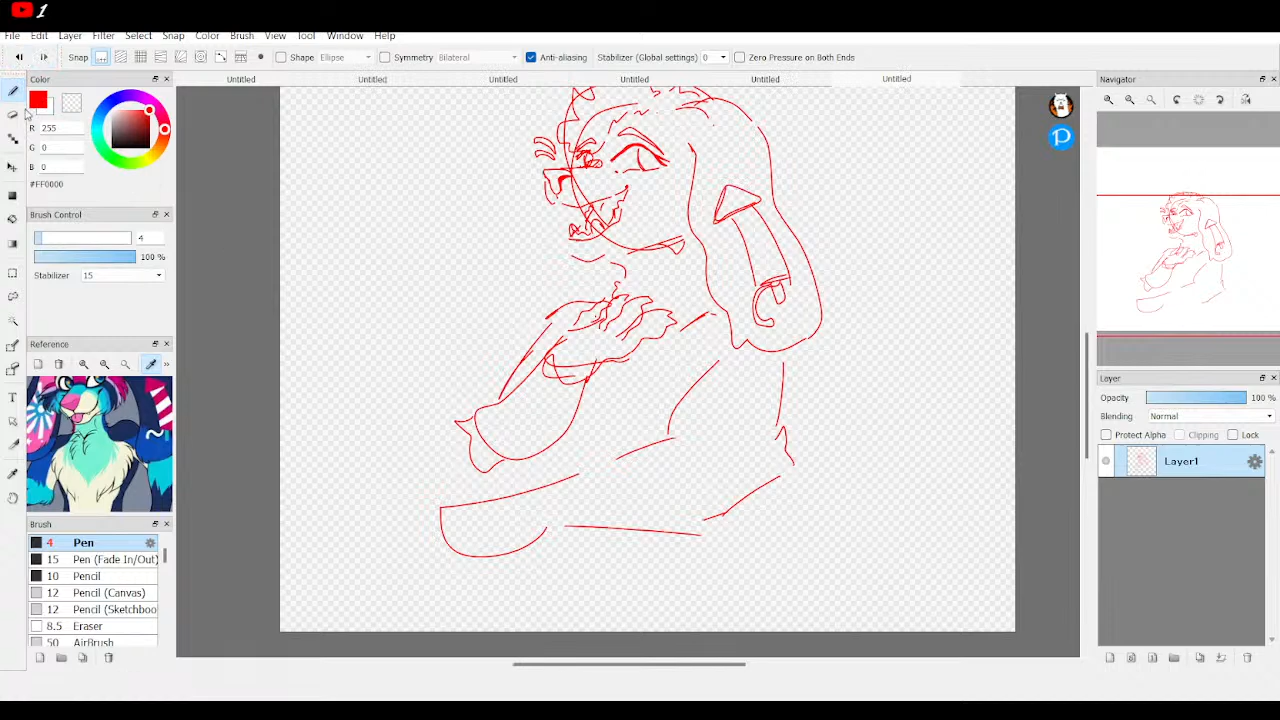 1
File Edit Layer Filter Select Snap Color Brush View Tool Window Help
Snap Shape Ellipse Symmetry Bilateral Anti-aliasing Stabilizer (Global settings) 0 Zero Pressure on Both Ends
Color
Untitled Untitled Untitled Untitled Untitled Untitled
Navigator
R 255
G 0
B 0
#FF0000
Brush Control
4
100 %
Stabilizer 15
Reference
Layer
Opacity 100 %
Blending Normal
Protect Alpha Clipping Lock
Layer1
Brush
4 Pen
15 Pen (Fade In/Out)
10 Pencil
12 Pencil (Canvas)
12 Pencil (Sketchboo
8.5 Eraser
50 AirBrush